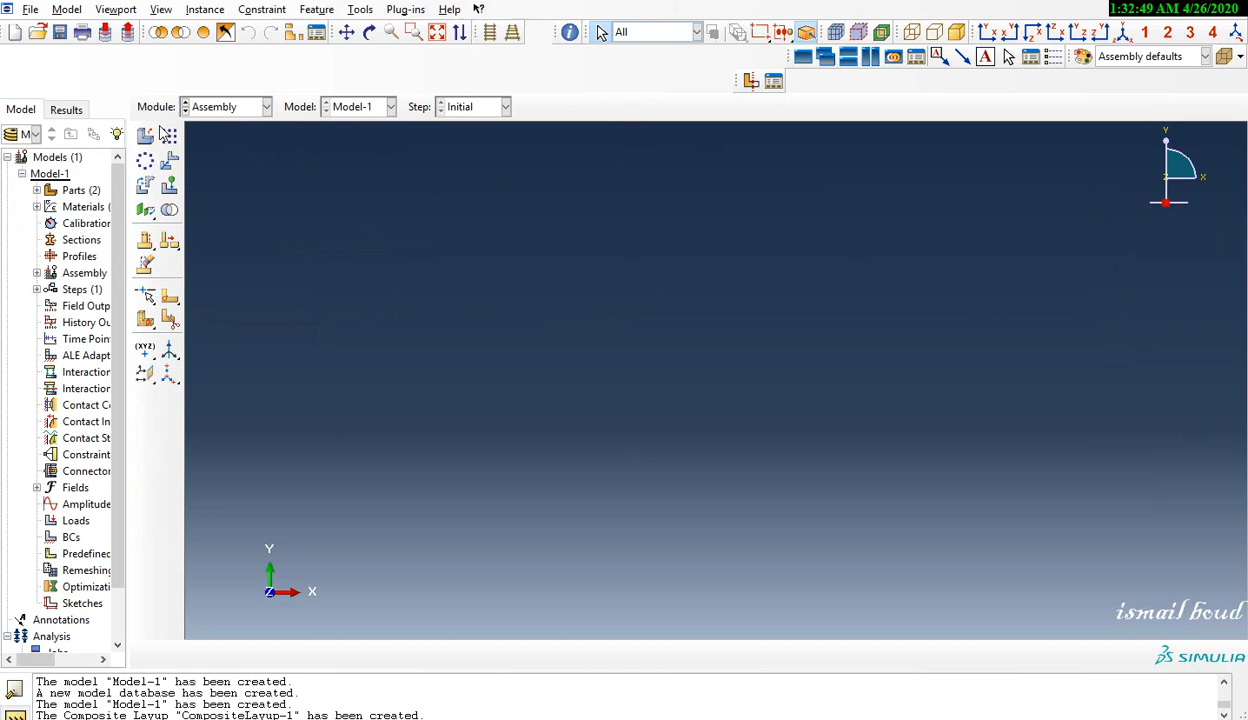 File Model Viewport View Instance Constraint Feature Tools Plug-ins Help ?
1:32:49 AM 4/26/2020
All
1 2 3 4
A Assembly defaults
Model Results Module: Assembly Model: Model-1 Step: Initial
M
Models (1)
Model-1
Parts (2)
Materials
Calibration
Sections
Profiles
Assembly
Steps (1)
Field Outp
History Ou
Time Poin
ALE Adapt
Interaction
Interaction
Contact Co
Contact In
Contact St
Constraint
Connector
Fields
Amplitude
Loads
BCs
Predefined
Remeshing
Optimizati
Sketches
Annotations
Analysis
Jobs
(XYZ)
Y
X
Z
Y
X
Z
ismail boud
SIMULIA
The model "Model-1" has been created.
A new model database has been created.
The model "Model-1" has been created.
The Composite Layup "CompositeLayup-1" has been created.